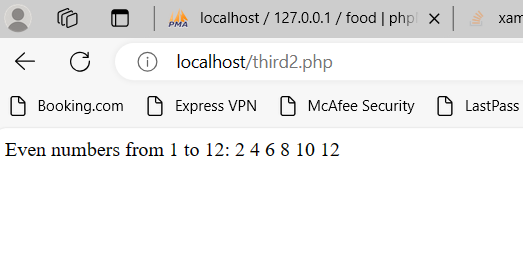 PMA
localhost / 127.0.0.1 / food | php
xam
localhost/third2.php
Booking.com
Express VPN
McAfee Security
LastPass
Even numbers from 1 to 12: 2 4 6 8 10 12